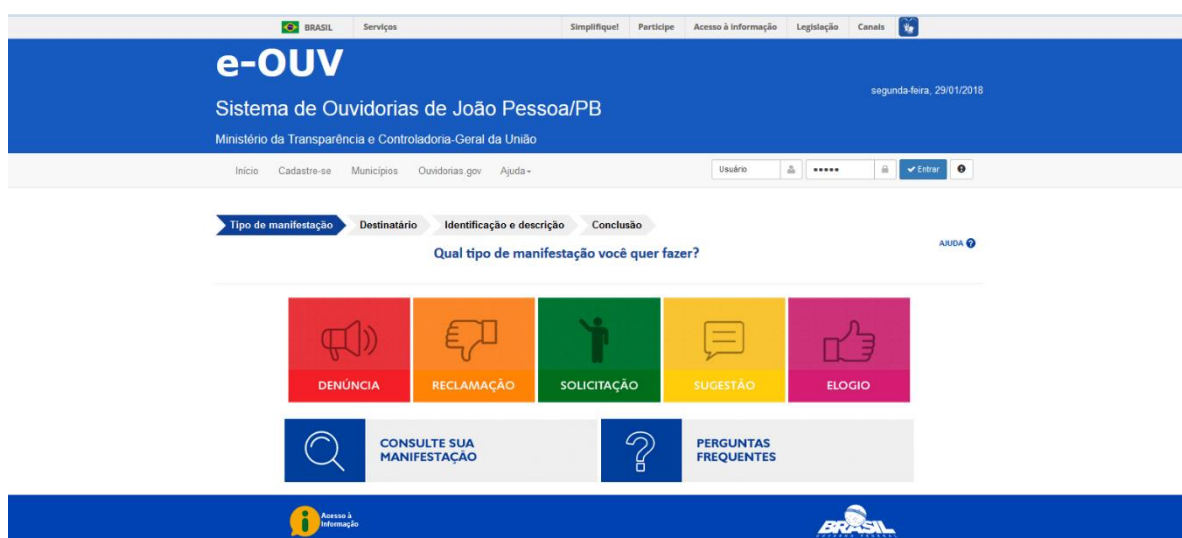 BRASIL Serviços Simplifique! Participe Acesso à informação Legislação Canais
e-OUV
segunda-feira, 29/01/2018
Sistema de Ouvidorias de João Pessoa/PB
Ministério da Transparência e Controladoria-Geral da União
Início Cadastre-se Municípios Ouvidorias.gov Ajuda Usuário ••••• Entrar
Tipo de manifestação Destinatário Identificação e descrição Conclusão
Qual tipo de manifestação você quer fazer?
AJUDA ?
DENÚNCIA RECLAMAÇÃO SOLICITAÇÃO SUGESTÃO ELOGIO
CONSULTE SUA
MANIFESTAÇÃO
PERGUNTAS
FREQUENTES
Acesso à
Informação
BRASIL